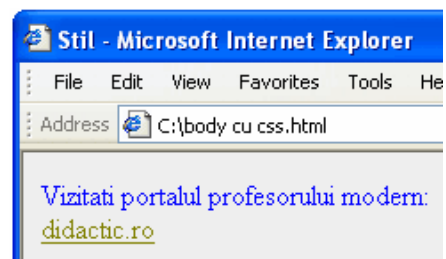 Stil - Microsoft Internet Explorer
File Edit View Favorites Tools He
Address C:\body cu css.html
Vizitati portalul profesorului modern:
didactic.ro